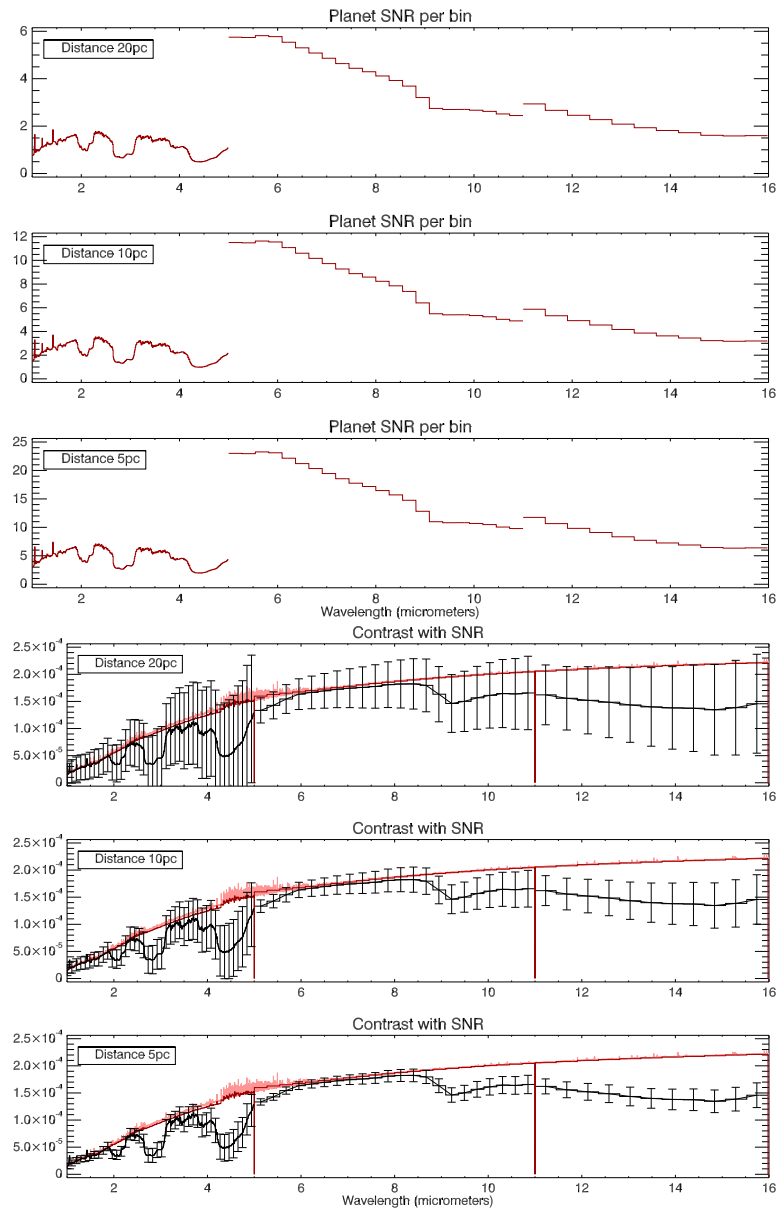 Planet SNR per bin
Distance 20pc
6
4
2
0
2 4 6 8 10 12 14 16
Planet SNR per bin
Distance 10pc
12
10
8
6
4
2
0
2 4 6 8 10 12 14 16
Planet SNR per bin
Distance 5pc
25
20
15
10
5
0
2 4 6 8 10 12 14 16
Wavelength (micrometers)
Contrast with SNR
Distance 20pc
2.5×10⁻⁴
2.0×10⁻⁴
1.5×10⁻⁴
1.0×10⁻⁴
5.0×10⁻⁵
0
2 4 6 8 10 12 14 16
Contrast with SNR
Distance 10pc
2.5×10⁻⁴
2.0×10⁻⁴
1.5×10⁻⁴
1.0×10⁻⁴
5.0×10⁻⁵
0
2 4 6 8 10 12 14 16
Contrast with SNR
Distance 5pc
2.5×10⁻⁴
2.0×10⁻⁴
1.5×10⁻⁴
1.0×10⁻⁴
5.0×10⁻⁵
0
2 4 6 8 10 12 14 16
Wavelength (micrometers)